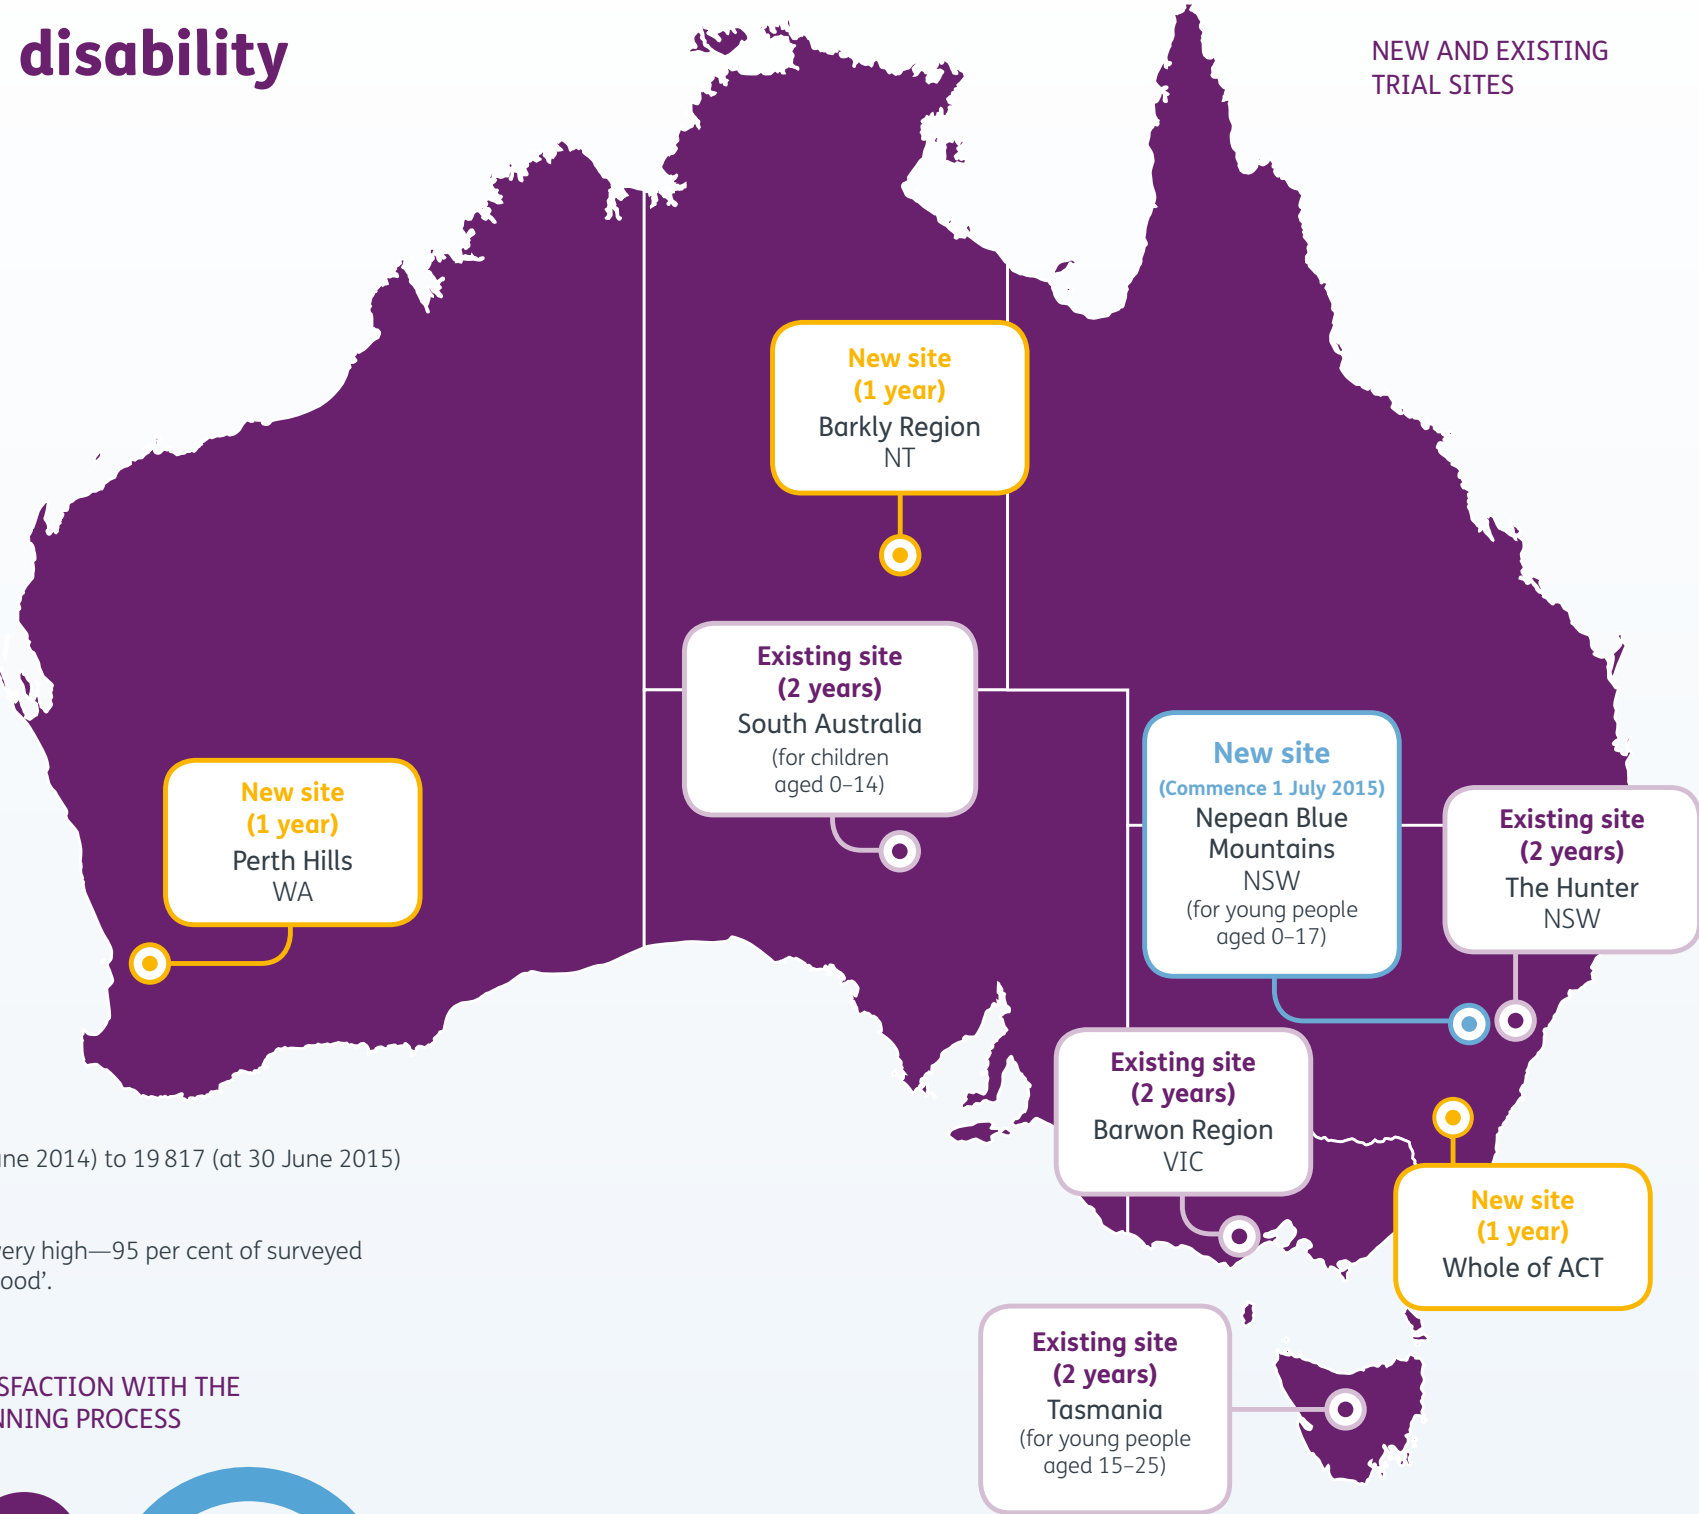 disability
NEW AND EXISTING
TRIAL SITES
New site
(1 year)
Barkly Region
NT
Existing site
(2 years)
South Australia
(for children
aged 0–14)
New site
(Commence 1 July 2015)
Nepean Blue
Mountains
NSW
(for young people
aged 0–17)
New site
(1 year)
Perth Hills
WA
Existing site
(2 years)
The Hunter
NSW
Existing site
(2 years)
Barwon Region
VIC
New site
(1 year)
Whole of ACT
Existing site
(2 years)
Tasmania
(for young people
aged 15–25)
2014) to 19 817 (at 30 June 2015)
high—95 per cent of surveyed
WITH THE
PROCESS